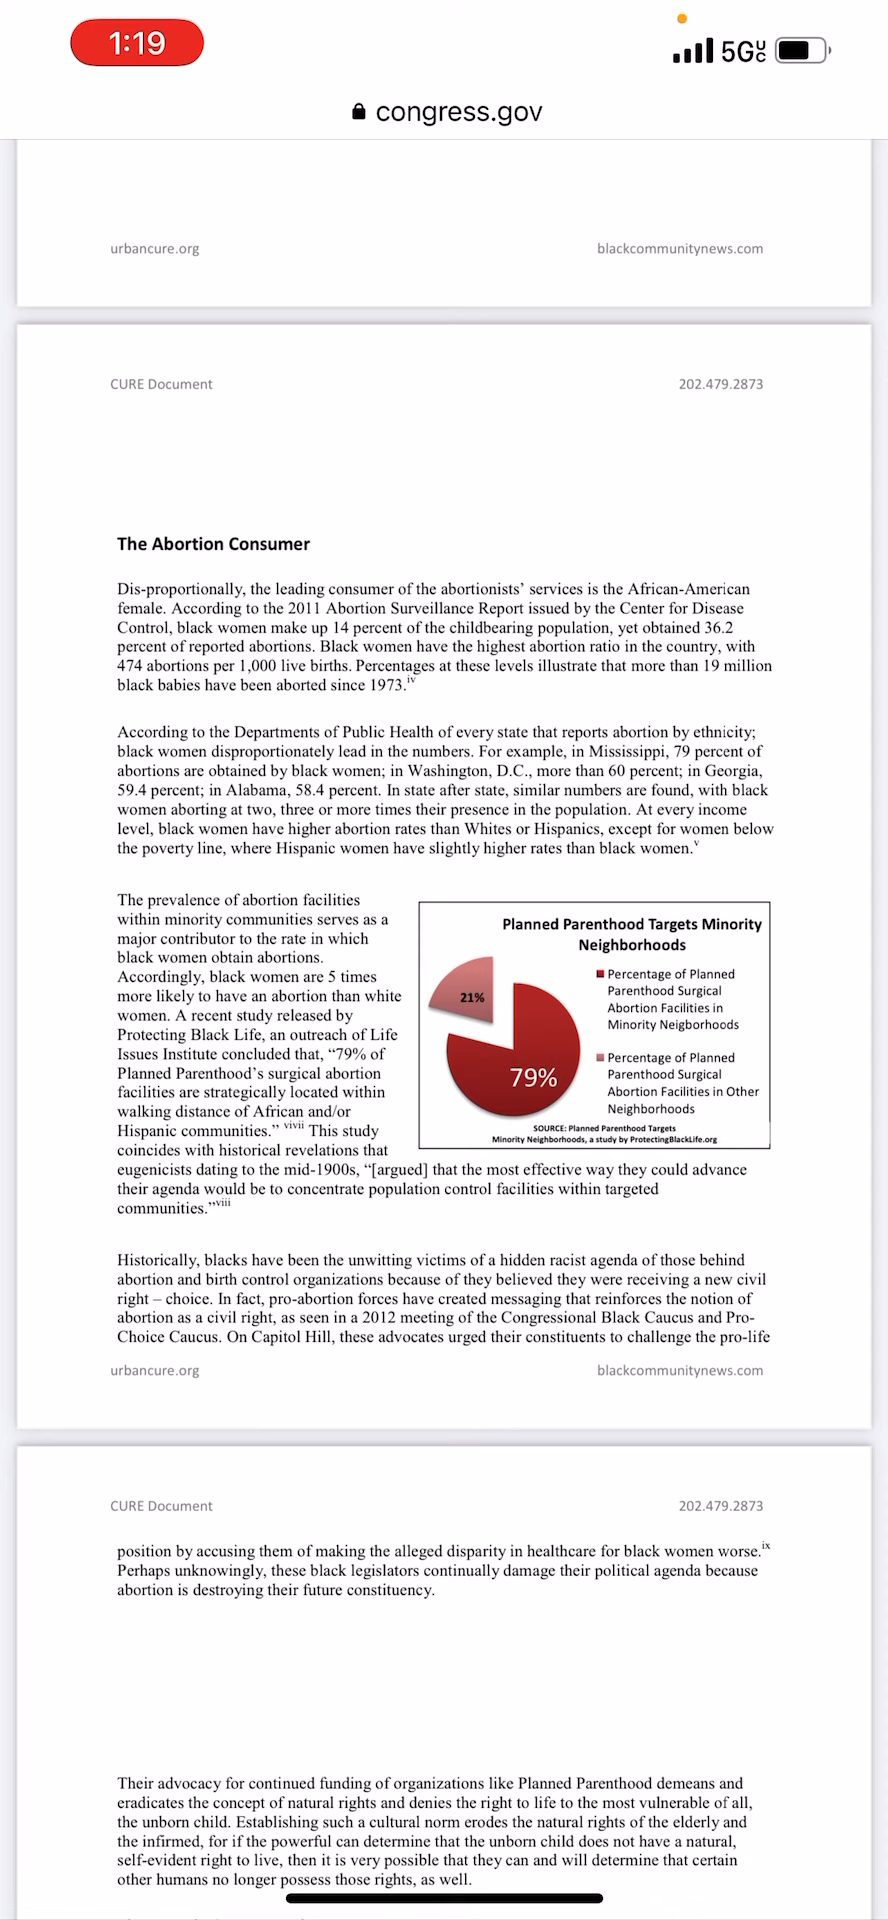 1:19
5G UC
congress.gov
urbancure.org
blackcommunitynews.com
CURE Document
202.479.2873
The Abortion Consumer
Dis-proportionally, the leading consumer of the abortionists’ services is the African-American
female. According to the 2011 Abortion Surveillance Report issued by the Center for Disease
Control, black women make up 14 percent of the childbearing population, yet obtained 36.2
percent of reported abortions. Black women have the highest abortion ratio in the country, with
474 abortions per 1,000 live births. Percentages at these levels illustrate that more than 19 million
black babies have been aborted since 1973.iv
According to the Departments of Public Health of every state that reports abortion by ethnicity;
black women disproportionately lead in the numbers. For example, in Mississippi, 79 percent of
abortions are obtained by black women; in Washington, D.C., more than 60 percent; in Georgia,
59.4 percent; in Alabama, 58.4 percent. In state after state, similar numbers are found, with black
women aborting at two, three or more times their presence in the population. At every income
level, black women have higher abortion rates than Whites or Hispanics, except for women below
the poverty line, where Hispanic women have slightly higher rates than black women.v
The prevalence of abortion facilities
within minority communities serves as a
major contributor to the rate in which
black women obtain abortions.
Accordingly, black women are 5 times
more likely to have an abortion than white
women. A recent study released by
Protecting Black Life, an outreach of Life
Issues Institute concluded that, “79% of
Planned Parenthood’s surgical abortion
facilities are strategically located within
walking distance of African and/or
Hispanic communities.” vivii This study
coincides with historical revelations that
eugenicists dating to the mid-1900s, “[argued] that the most effective way they could advance
their agenda would be to concentrate population control facilities within targeted
communities.”viii
Planned Parenthood Targets Minority
Neighborhoods
21%
79%
Percentage of Planned
Parenthood Surgical
Abortion Facilities in
Minority Neigborhoods
Percentage of Planned
Parenthood Surgical
Abortion Facilities in Other
Neighborhoods
SOURCE: Planned Parenthood Targets
Minority Neighborhoods, a study by ProtectingBlackLife.org
Historically, blacks have been the unwitting victims of a hidden racist agenda of those behind
abortion and birth control organizations because of they believed they were receiving a new civil
right – choice. In fact, pro-abortion forces have created messaging that reinforces the notion of
abortion as a civil right, as seen in a 2012 meeting of the Congressional Black Caucus and Pro-
Choice Caucus. On Capitol Hill, these advocates urged their constituents to challenge the pro-life
urbancure.org
blackcommunitynews.com
CURE Document
202.479.2873
position by accusing them of making the alleged disparity in healthcare for black women worse.ix
Perhaps unknowingly, these black legislators continually damage their political agenda because
abortion is destroying their future constituency.
Their advocacy for continued funding of organizations like Planned Parenthood demeans and
eradicates the concept of natural rights and denies the right to life to the most vulnerable of all,
the unborn child. Establishing such a cultural norm erodes the natural rights of the elderly and
the infirmed, for if the powerful can determine that the unborn child does not have a natural,
self-evident right to live, then it is very possible that they can and will determine that certain
other humans no longer possess those rights, as well.